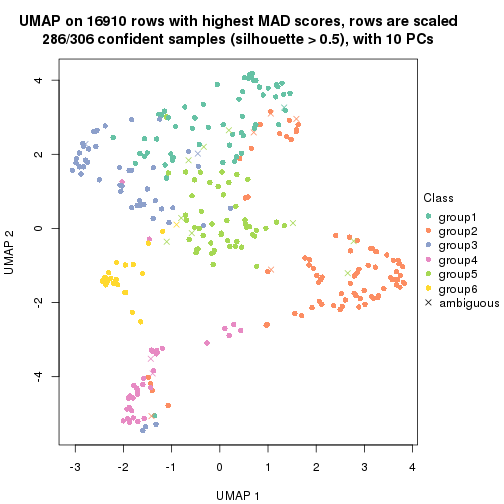 UMAP on 16910 rows with highest MAD scores, rows are scaled
286/306 confident samples (silhouette > 0.5), with 10 PCs
4
2
0
-2
-4
UMAP 2
-3 -2 -1 0 1 2 3 4
UMAP 1
Class
group1
group2
group3
group4
group5
group6
ambiguous